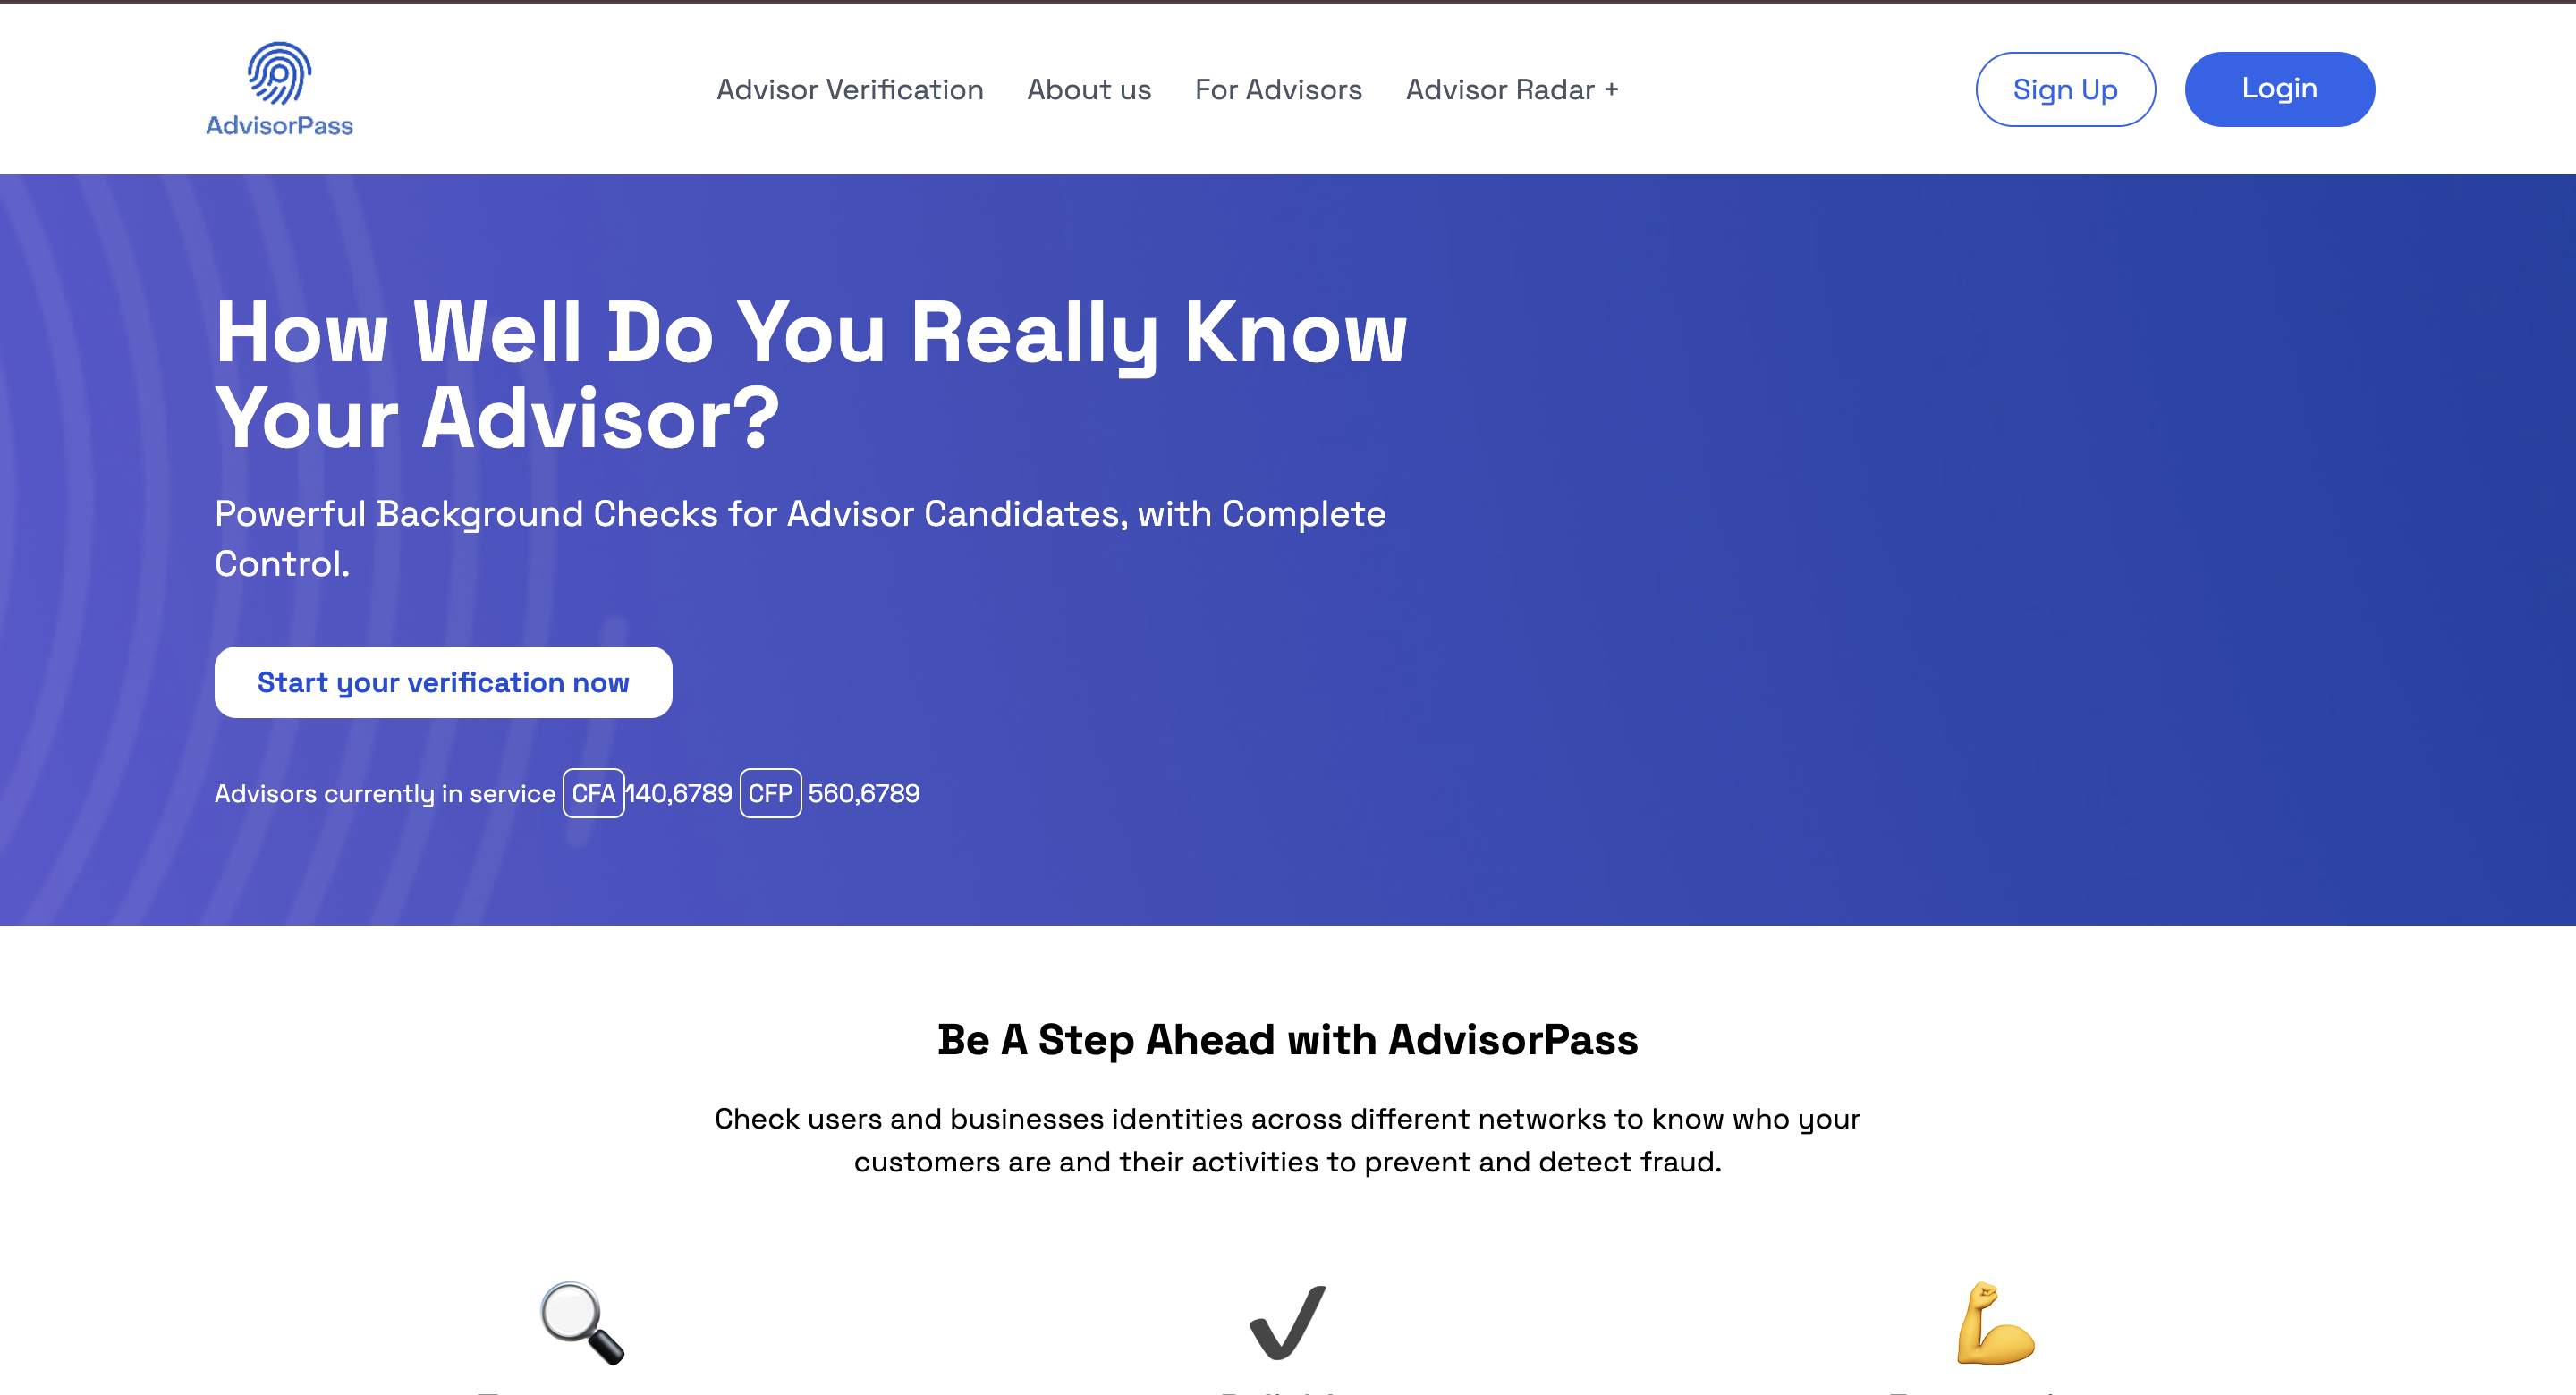 AdvisorPass
Advisor Verification
About us
For Advisors
Advisor Radar +
Sign Up
Login
How Well Do You Really Know
Your Advisor?
Powerful Background Checks for Advisor Candidates, with Complete
Control.
Start your verification now
Advisors currently in service CFA 140,6789 CFP 560,6789
Be A Step Ahead with AdvisorPass
Check users and businesses identities across different networks to know who your
customers are and their activities to prevent and detect fraud.